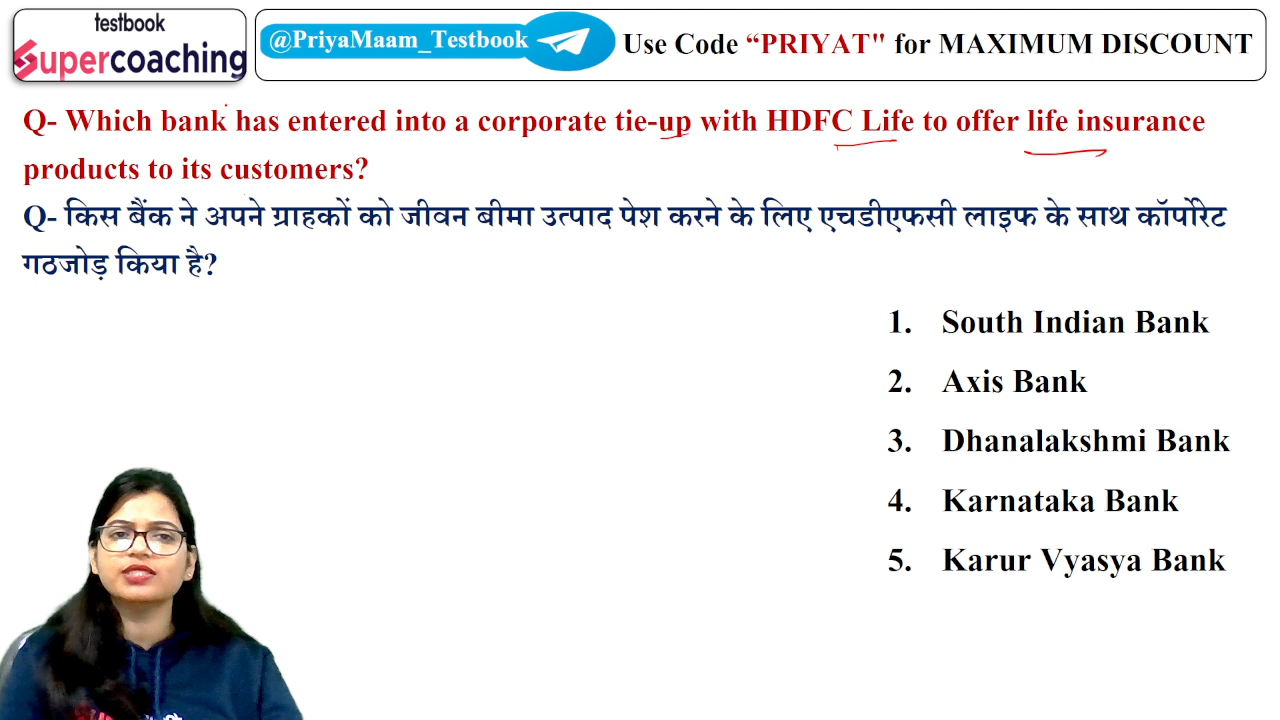 testbook
Supercoaching
@PriyaMaam_Testbook
Use Code “PRIYAT" for MAXIMUM DISCOUNT
Q- Which bank has entered into a corporate tie-up with HDFC Life to offer life insurance
products to its customers?
Q- किस बैंक ने अपने ग्राहकों को जीवन बीमा उत्पाद पेश करने के लिए एचडीएफसी लाइफ के साथ कॉर्पोरेट
गठजोड़ किया है?
1. South Indian Bank
2. Axis Bank
3. Dhanalakshmi Bank
4. Karnataka Bank
5. Karur Vyasya Bank